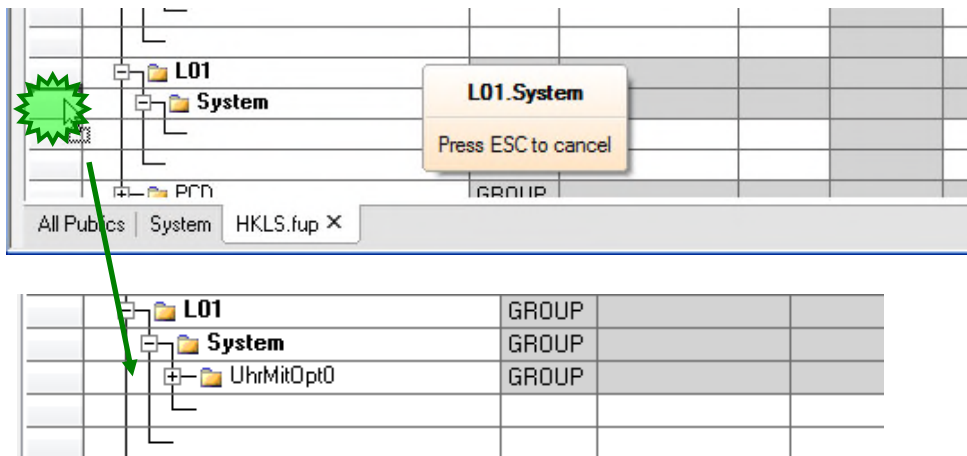 L01
System
L01.System
Press ESC to cancel
PCD GROUP
All Publics System HKLS.fup ×
L01 GROUP
System GROUP
UhrMitOpt0 GROUP